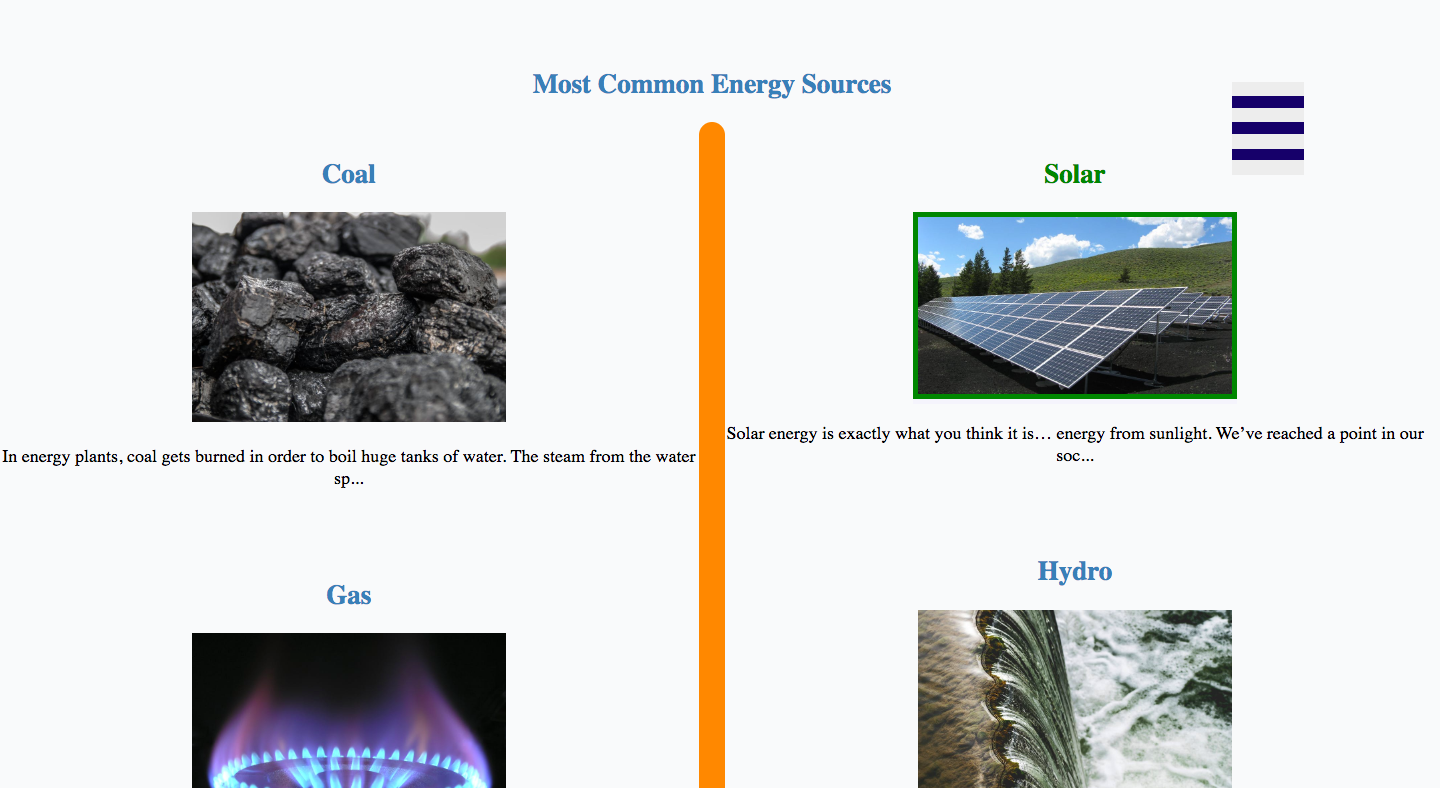 Most Common Energy Sources
Coal
In energy plants, coal gets burned in order to boil huge tanks of water. The steam from the water
sp...
Gas
Solar
Solar energy is exactly what you think it is… energy from sunlight. We’ve reached a point in our
soc...
Hydro